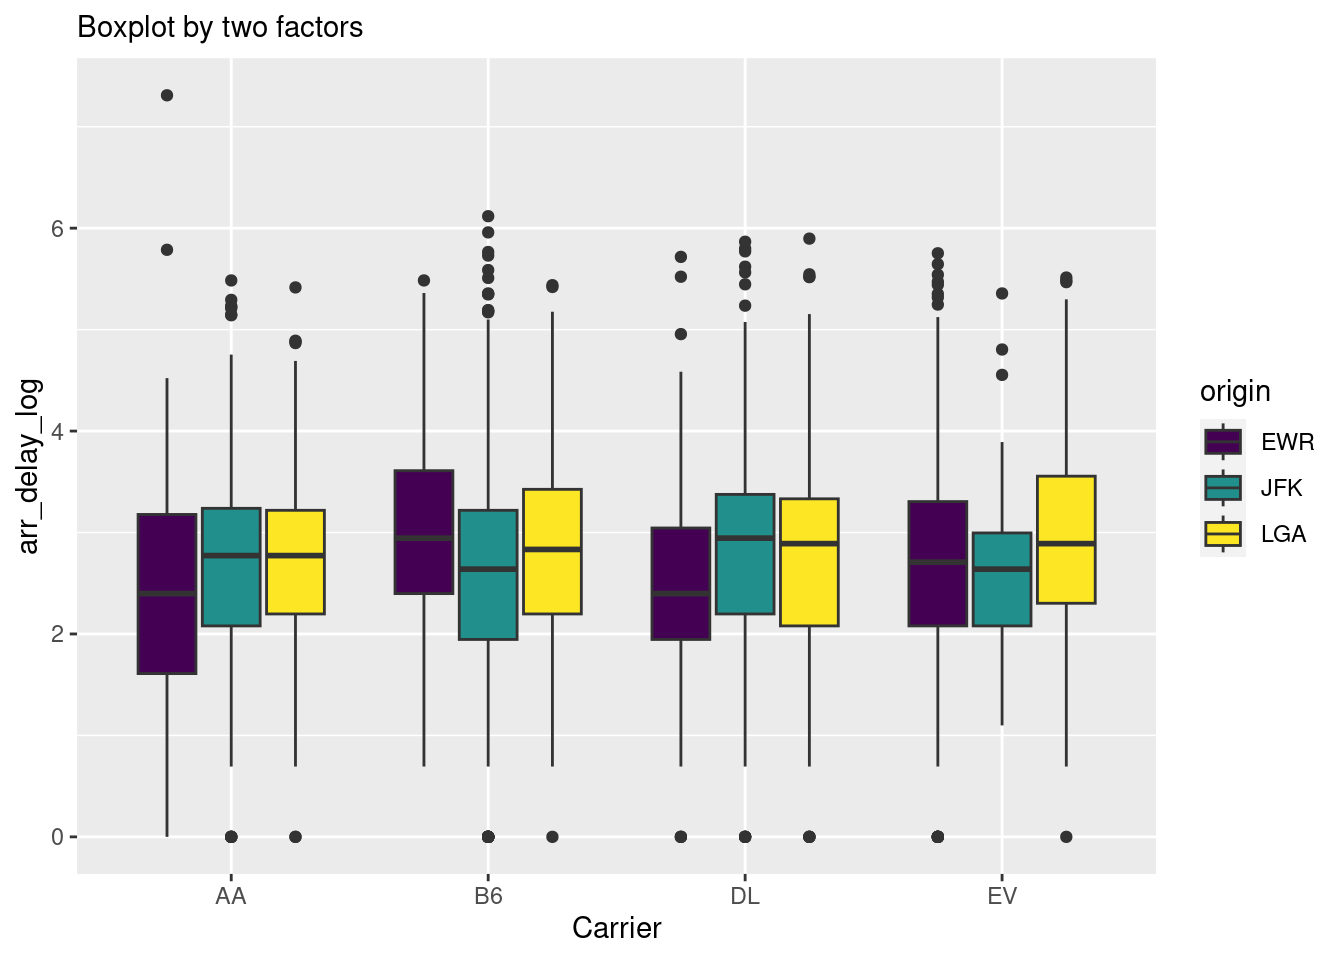 Boxplot by two factors
arr_delay_log
6
4
2
0
AA B6 DL EV
Carrier
origin
EWR
JFK
LGA